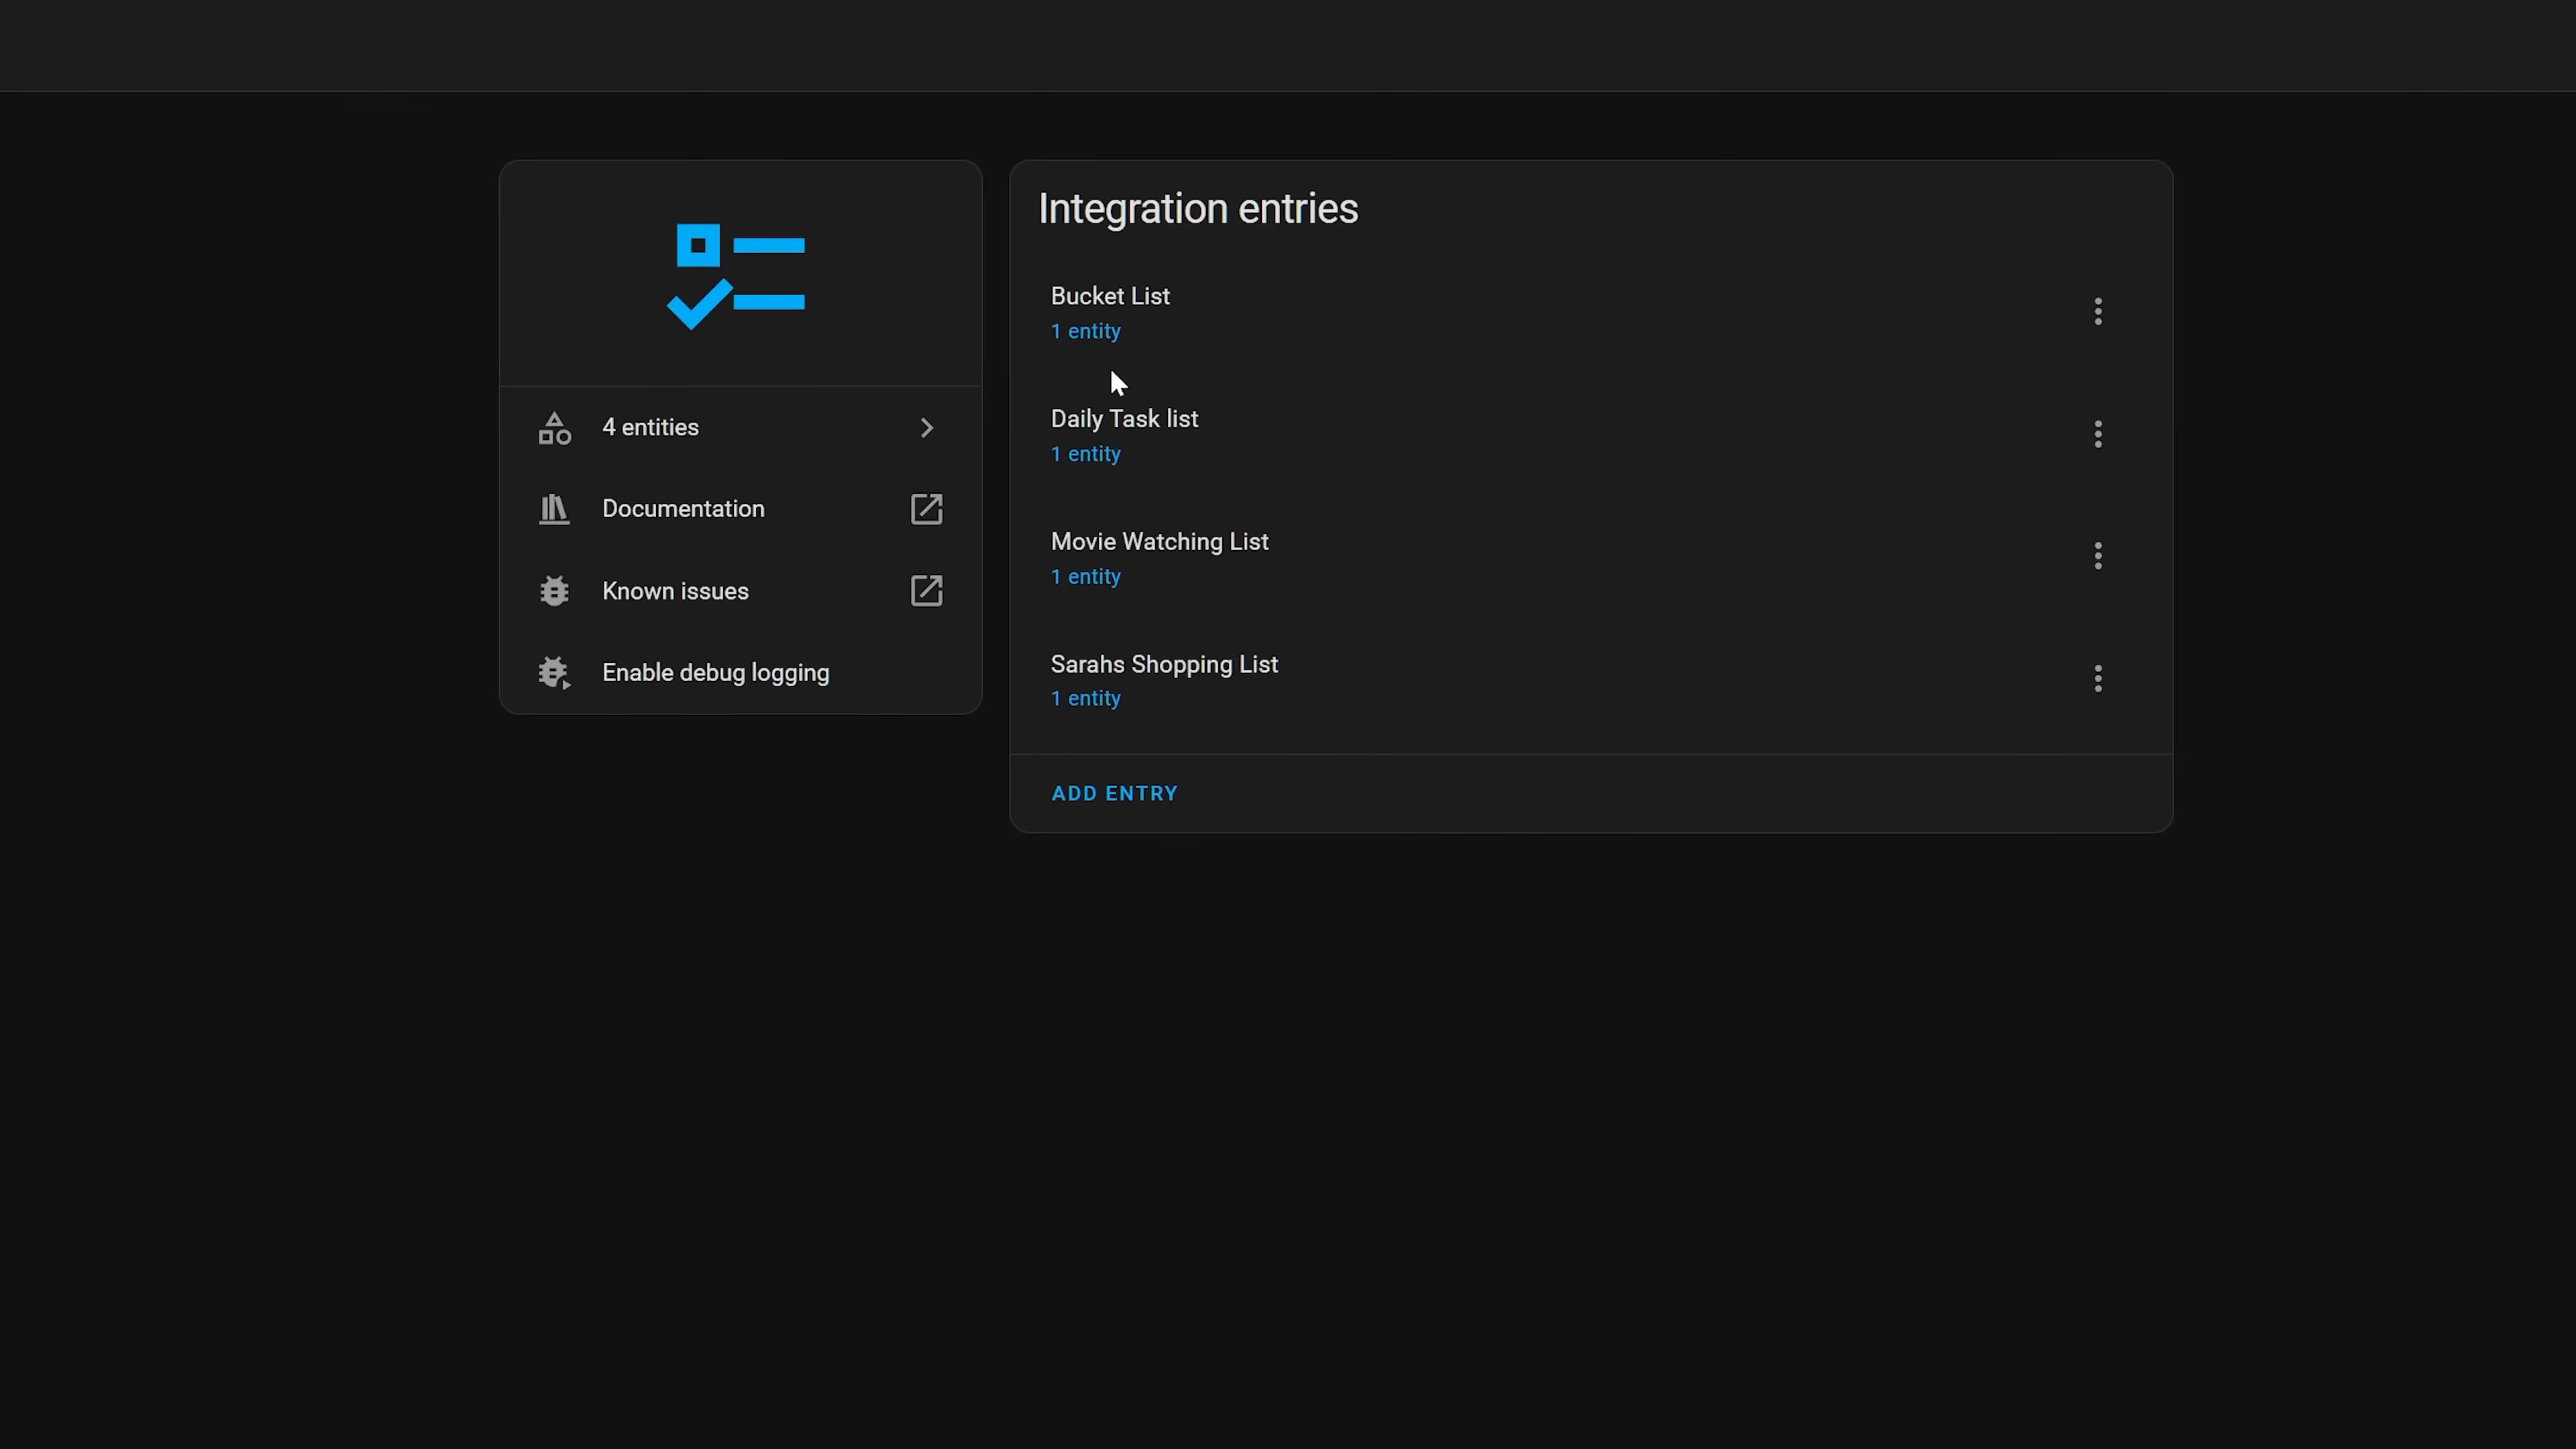 4 entities
Documentation
Known issues
Enable debug logging
Integration entries
Bucket List
1 entity
Daily Task list
1 entity
Movie Watching List
1 entity
Sarahs Shopping List
1 entity
ADD ENTRY